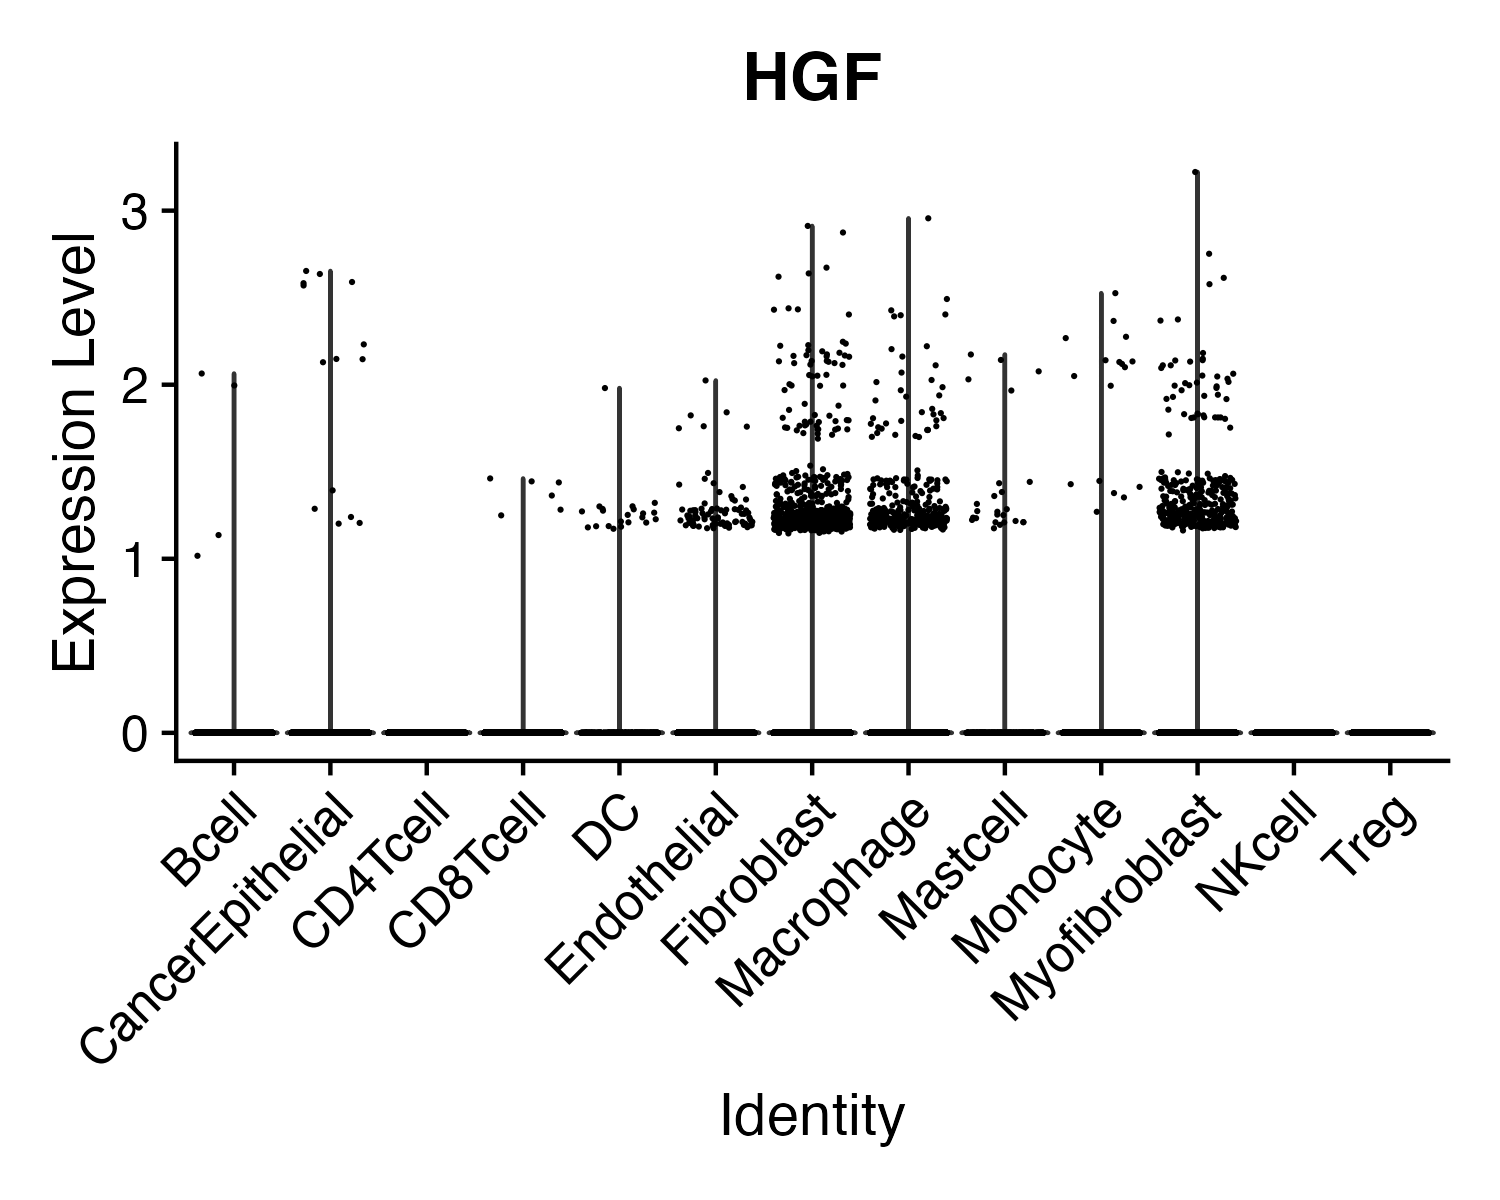 HGF
Expression Level
3
2
1
0
Bcell
CancerEpithelial
CD4Tcell
CD8Tcell
DC
Endothelial
Fibroblast
Macrophage
Mastcell
Monocyte
Myofibroblast
NKcell
Treg
Identity